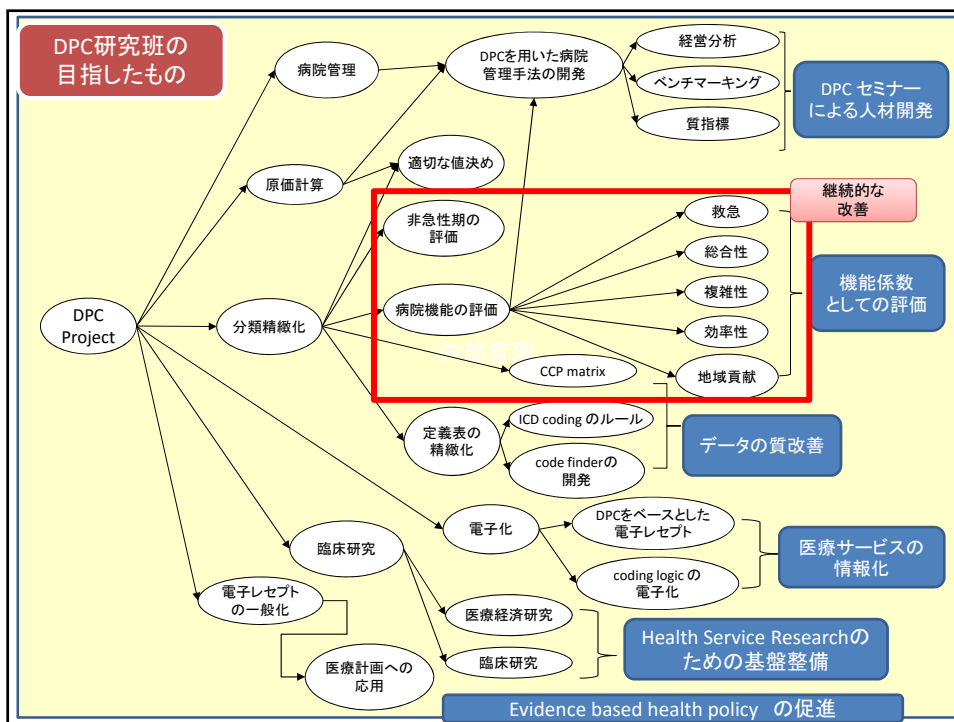 DPC研究班の
目指したもの
病院管理
DPCを用いた病院
管理手法の開発
経営分析
ベンチマーキング
質指標
DPC セミナー
による人材開発
原価計算
適切な値決め
継続的な
改善
非急性期の
評価
救急
総合性
複雑性
効率性
地域貢献
機能係数
としての評価
DPC
Project
分類精緻化
病院機能の評価
内部管理
CCP matrix
定義表の
精緻化
ICD coding のルール
code finderの
開発
データの質改善
電子化
DPCをベースとした
電子レセプト
coding logic の
電子化
医療サービスの
情報化
臨床研究
電子レセプト
の一般化
医療経済研究
臨床研究
Health Service Researchの
ための基盤整備
医療計画への
応用
Evidence based health policy の促進